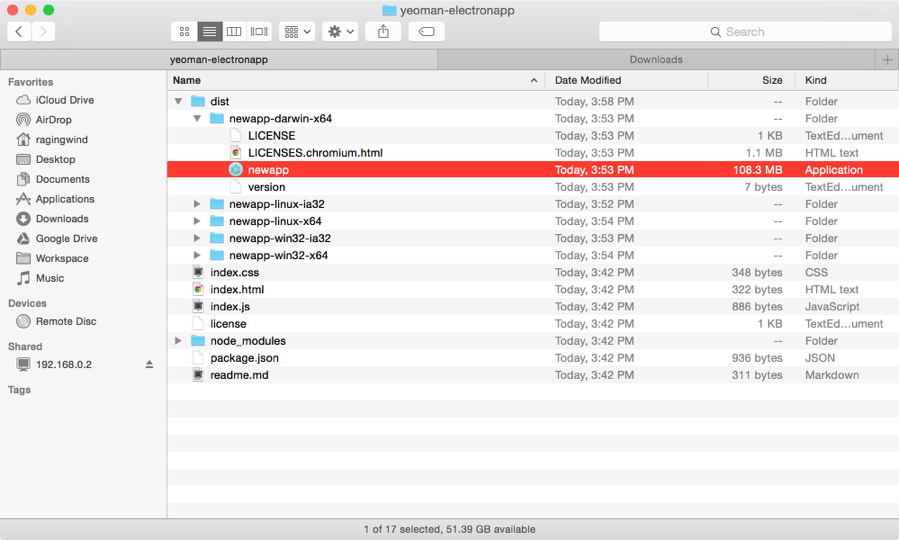 yeoman-electronapp
Search
yeoman-electronapp Downloads
Favorites
iCloud Drive
AirDrop
ragingwind
Desktop
Documents
Applications
Downloads
Google Drive
Workspace
Music
Devices
Remote Disc
Shared
192.168.0.2
Tags
Name Date Modified Size Kind
dist Today, 3:58 PM -- Folder
newapp-darwin-x64 Today, 3:53 PM -- Folder
LICENSE Today, 3:53 PM 1 KB TextEd...ument
LICENSES.chromium.html Today, 3:53 PM 1.1 MB HTML text
newapp Today, 3:53 PM 108.3 MB Application
version Today, 3:53 PM 7 bytes TextEd...ument
newapp-linux-ia32 Today, 3:52 PM -- Folder
newapp-linux-x64 Today, 3:54 PM -- Folder
newapp-win32-ia32 Today, 3:53 PM -- Folder
newapp-win32-x64 Today, 3:54 PM -- Folder
index.css Today, 3:42 PM 348 bytes CSS
index.html Today, 3:42 PM 322 bytes HTML text
index.js Today, 3:42 PM 886 bytes JavaScript
license Today, 3:42 PM 1 KB TextEd...ument
node_modules Today, 3:42 PM -- Folder
package.json Today, 3:42 PM 936 bytes JSON
readme.md Today, 3:42 PM 311 bytes Markdown
1 of 17 selected, 51.39 GB available